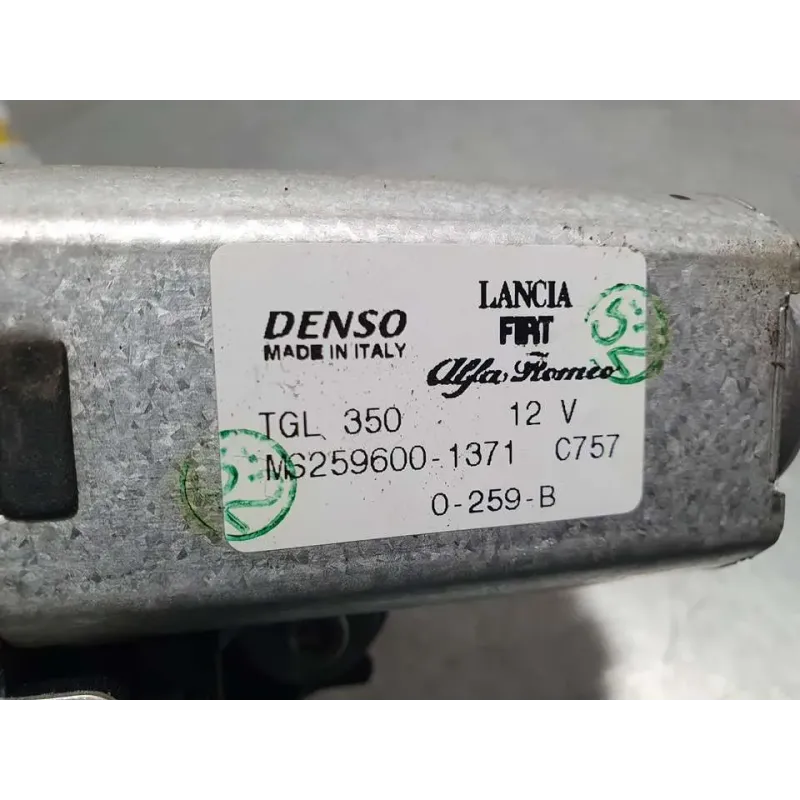 DENSO
MADE IN ITALY
LANCIA
FIAT
Alfa Romeo
TGL 350 12 V
MS259600-1371 C757
0-259-B